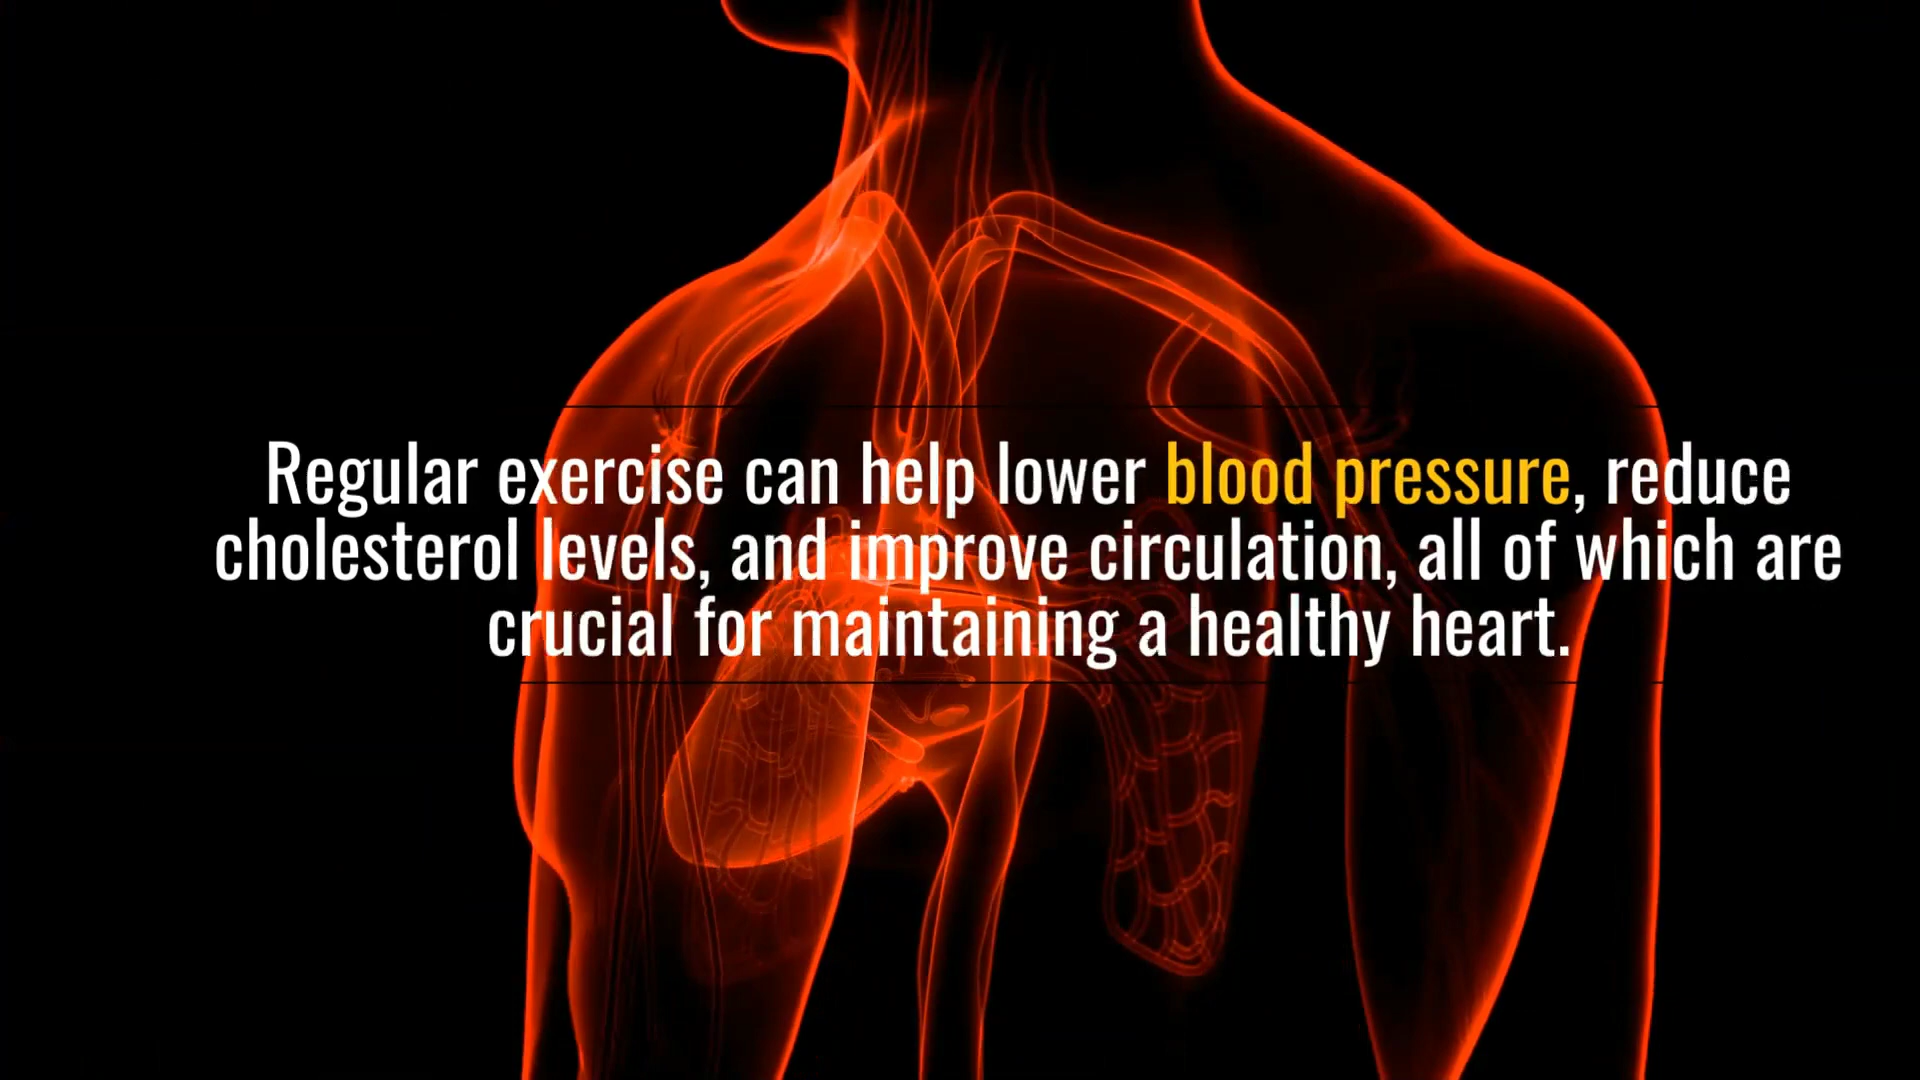 Regular exercise can help lower blood pressure, reduce
cholesterol levels, and improve circulation, all of which are
crucial for maintaining a healthy heart.